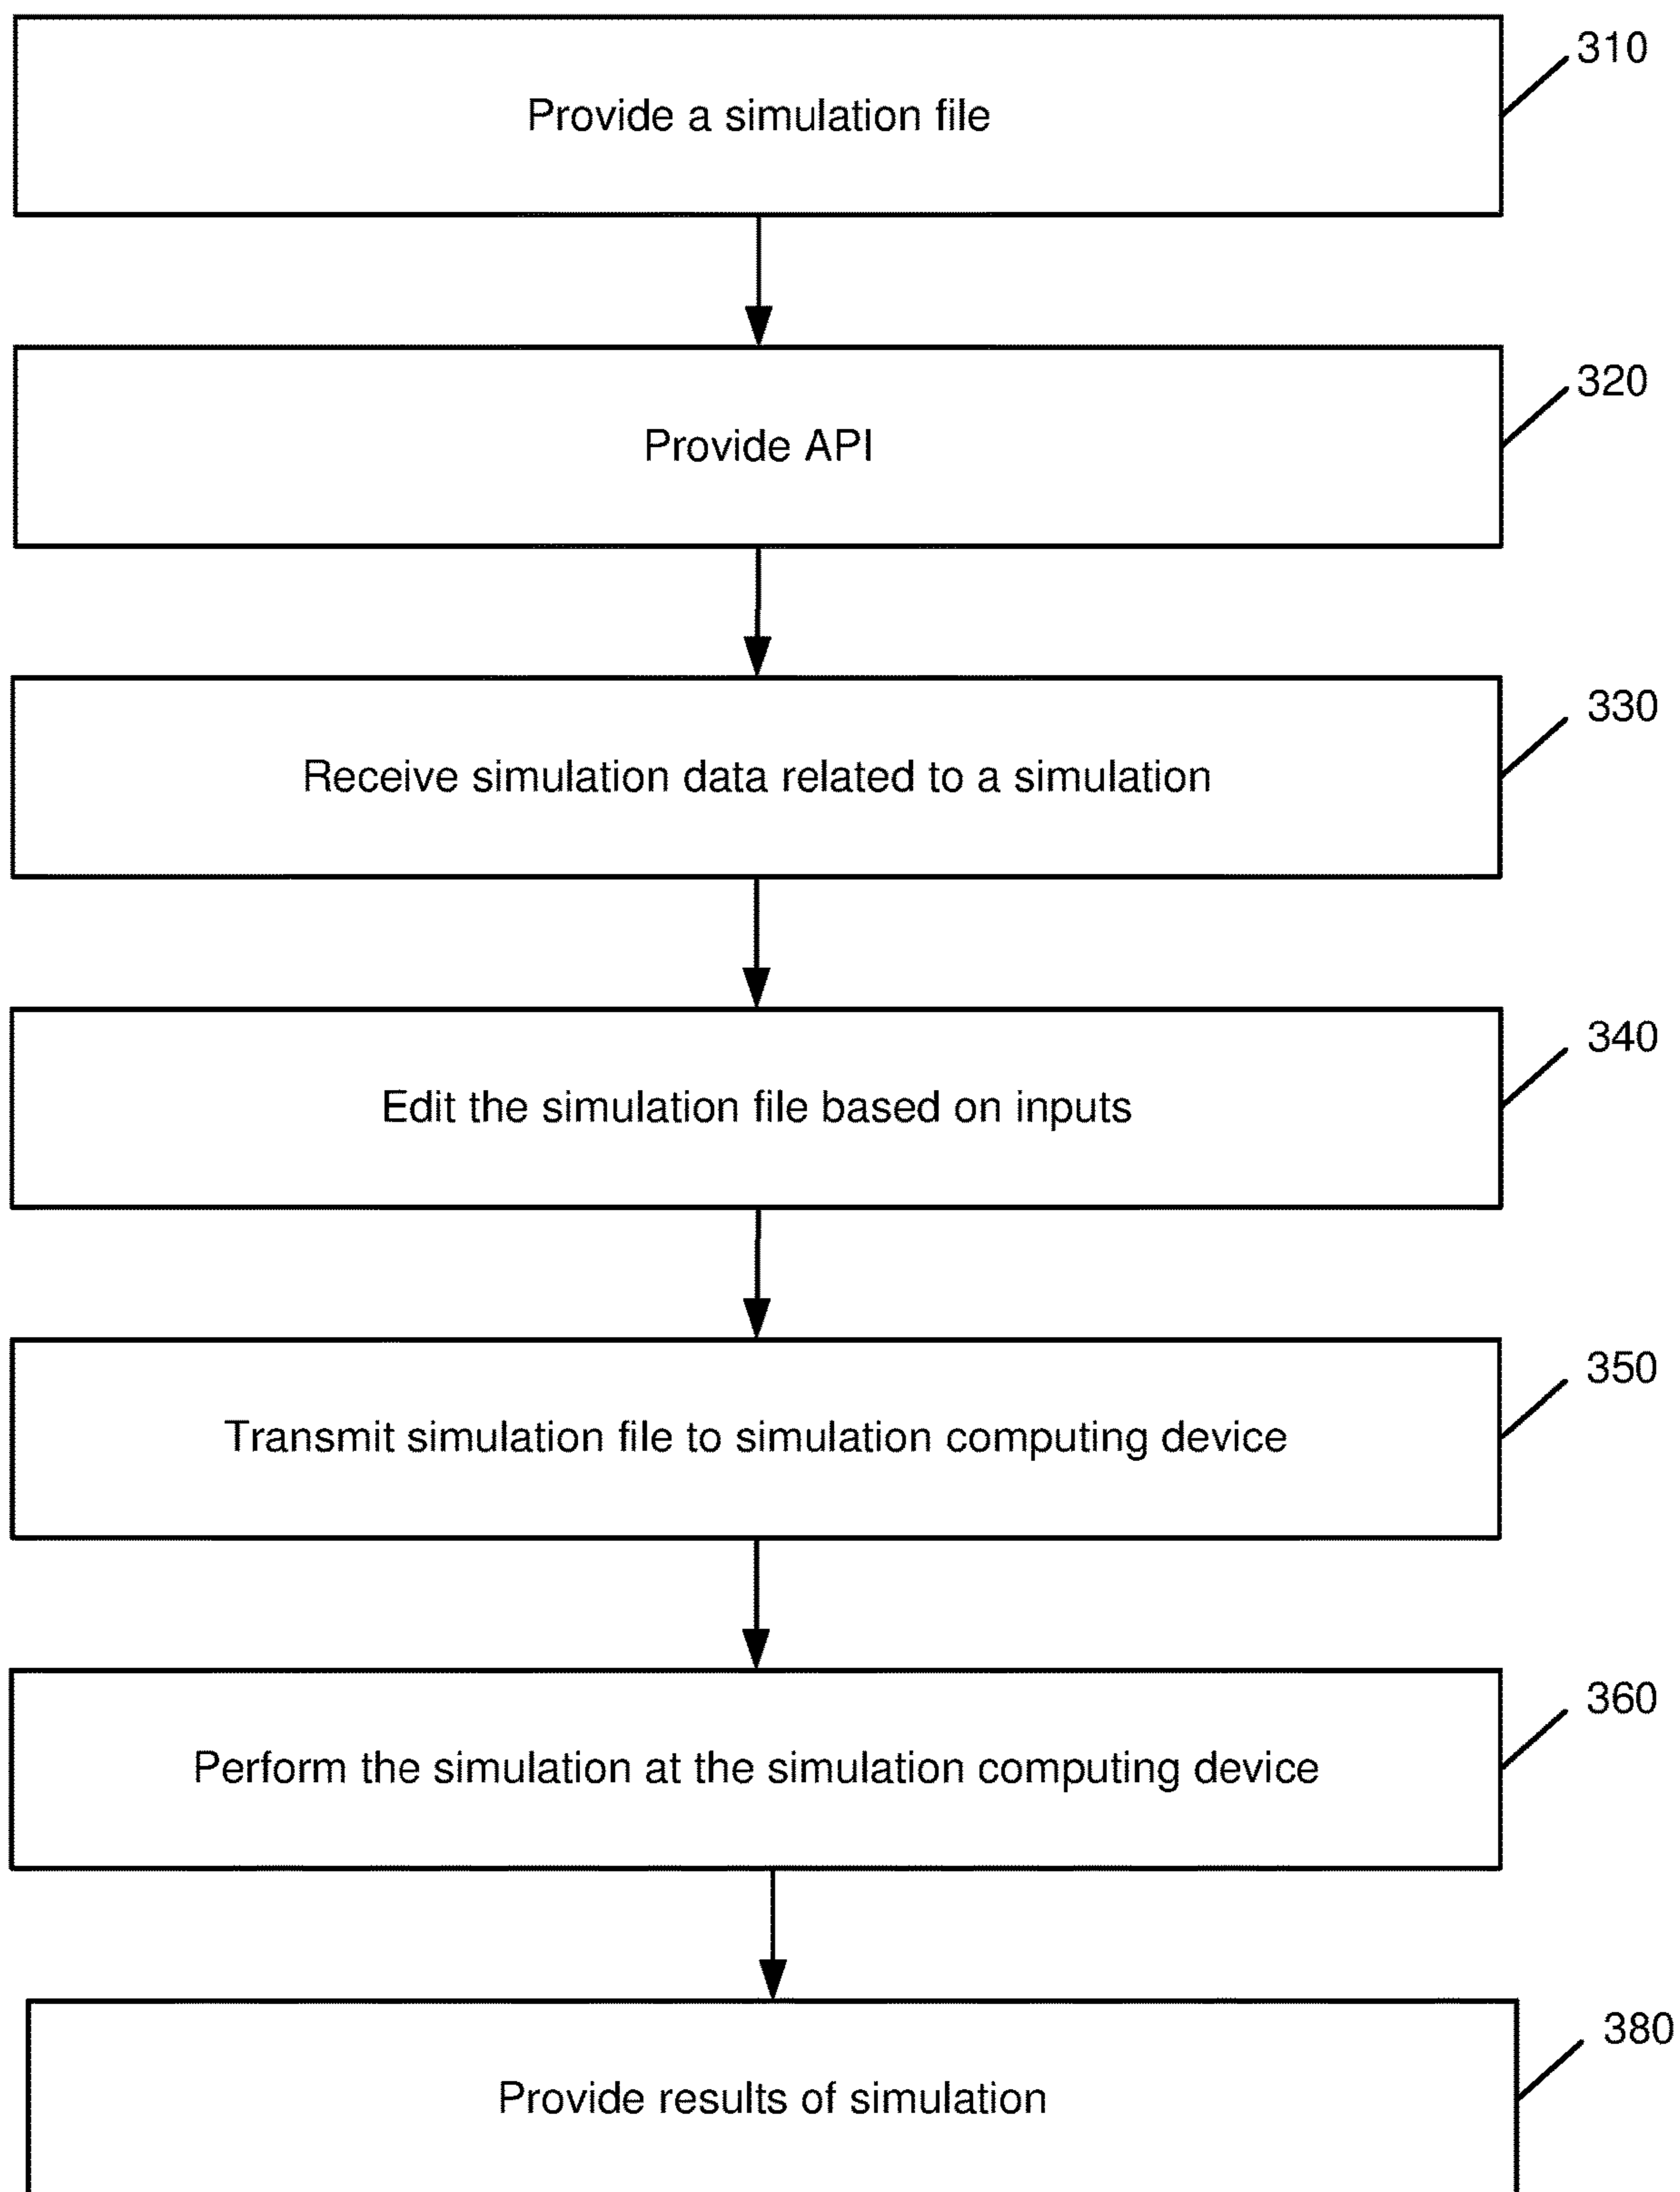 Provide a simulation file
310
Provide API
320
Receive simulation data related to a simulation
330
Edit the simulation file based on inputs
340
Transmit simulation file to simulation computing device
350
Perform the simulation at the simulation computing device
360
Provide results of simulation
380